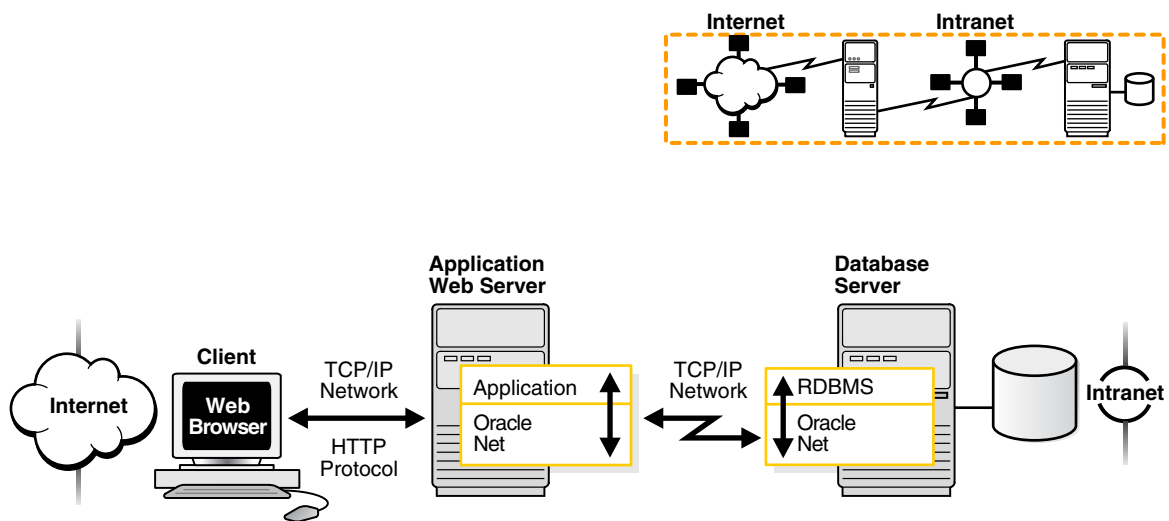 Internet
Intranet
Application
Web Server
Database
Server
Client
TCP/IP
Network
TCP/IP
Network
Internet
Web
Browser
HTTP
Protocol
Application
Oracle
Net
RDBMS
Oracle
Net
Intranet